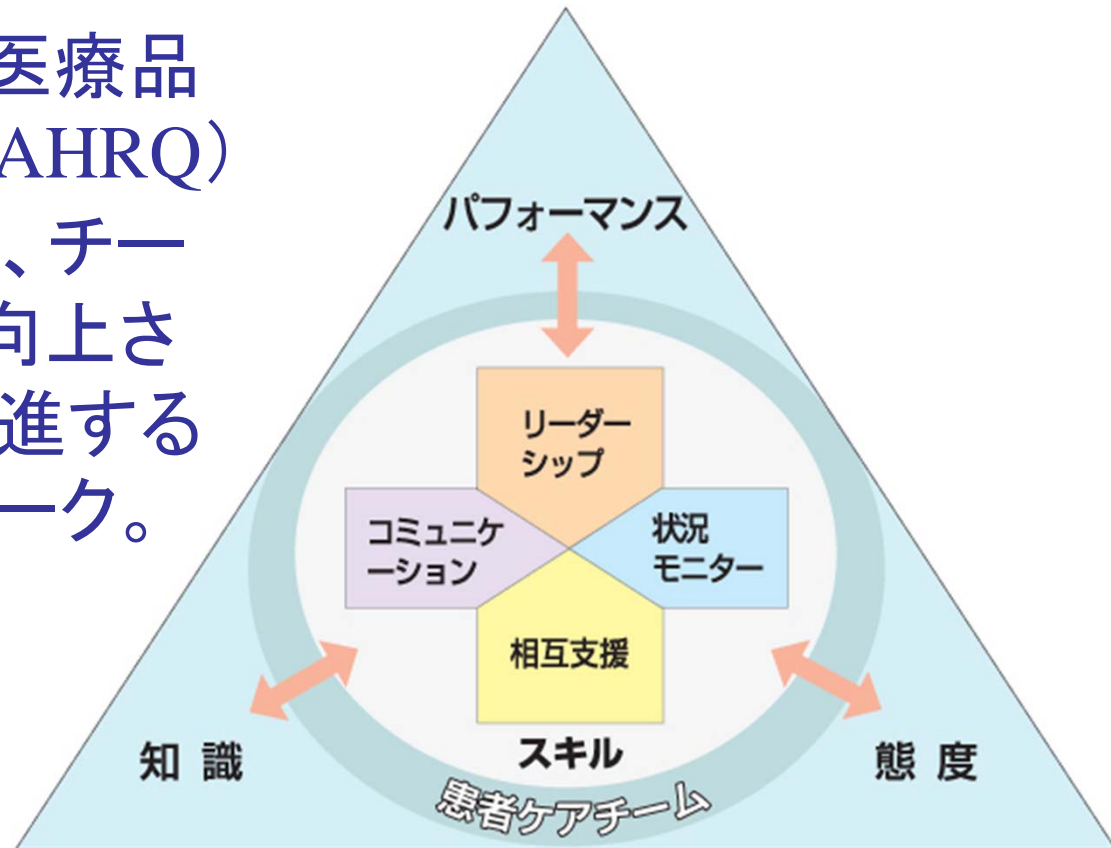 医療品
AHRQ）
、チー
向上さ
進する
ーク。
パフォーマンス
リーダー
シップ
コミュニケ
ーション
状況
モニター
相互支援
スキル
知 識
態 度
患者ケアチーム